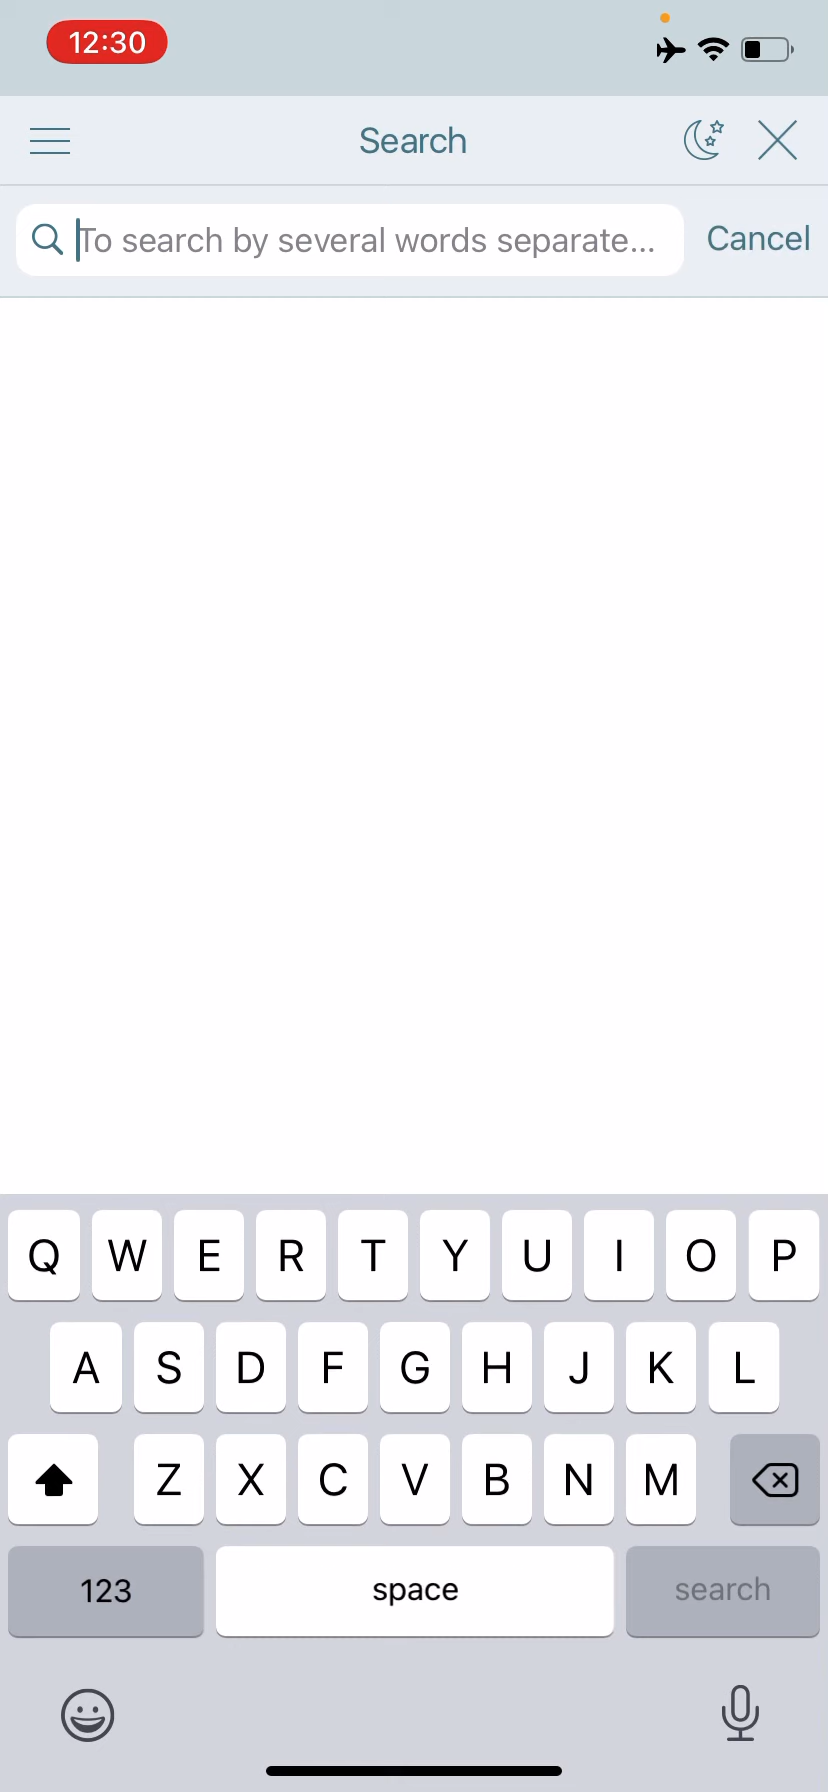 12:30
Search
To search by several words separate...
Cancel
Q W E R T Y U I O P
A S D F G H J K L
Z X C V B N M
123 space search